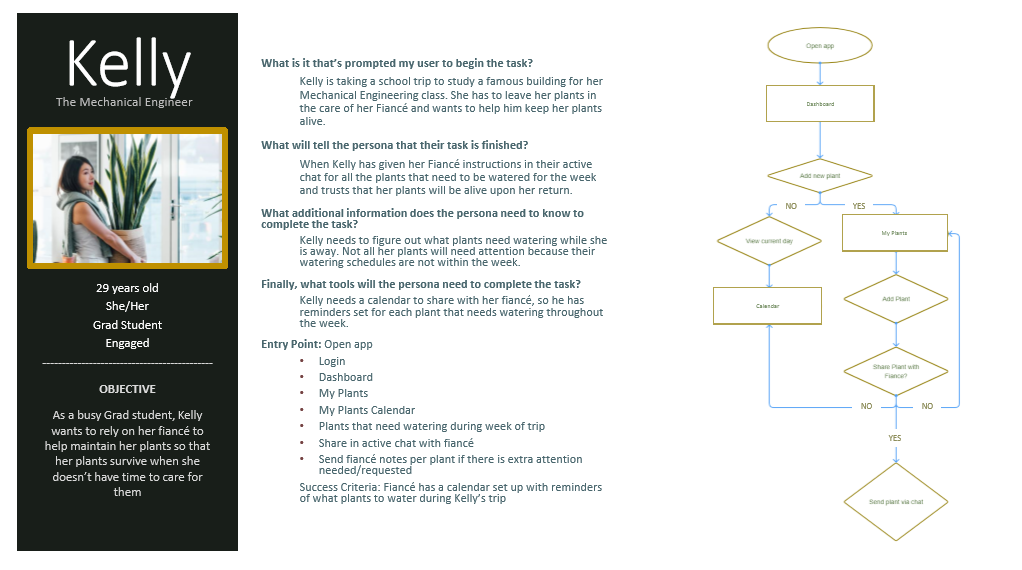 Kelly
The Mechanical Engineer
29 years old
She/Her
Grad Student
Engaged
--------------------------------------------
OBJECTIVE
As a busy Grad student, Kelly
wants to rely on her fiancé to
help maintain her plants so that
her plants survive when she
doesn't have time to care for
them
What is it that's prompted my user to begin the task?
Kelly is taking a school trip to study a famous building for her
Mechanical Engineering class. She has to leave her plants in
the care of her Fiancé and wants to help him keep her plants
alive.
What will tell the persona that their task is finished?
When Kelly has given her Fiancé instructions in their active
chat for all the plants that need to be watered for the week
and trusts that her plants will be alive upon her return.
What additional information does the persona need to know to
complete the task?
Kelly needs to figure out what plants need watering while she
is away. Not all her plants will need attention because their
watering schedules are not within the week.
Finally, what tools will the persona need to complete the task?
Kelly needs a calendar to share with her fiancé, so he has
reminders set for each plant that needs watering throughout
the week.
Entry Point: Open app
• Login
• Dashboard
• My Plants
• My Plants Calendar
• Plants that need watering during week of trip
• Share in active chat with fiancé
• Send fiancé notes per plant if there is extra attention
needed/requested
Success Criteria: Fiancé has a calendar set up with reminders
of what plants to water during Kelly's trip
Open app
Dashboard
Add new plant
NO
YES
View current day
My Plants
Calendar
Add Plant
Share Plant with
Fiance?
NO
NO
YES
Send plant via chat